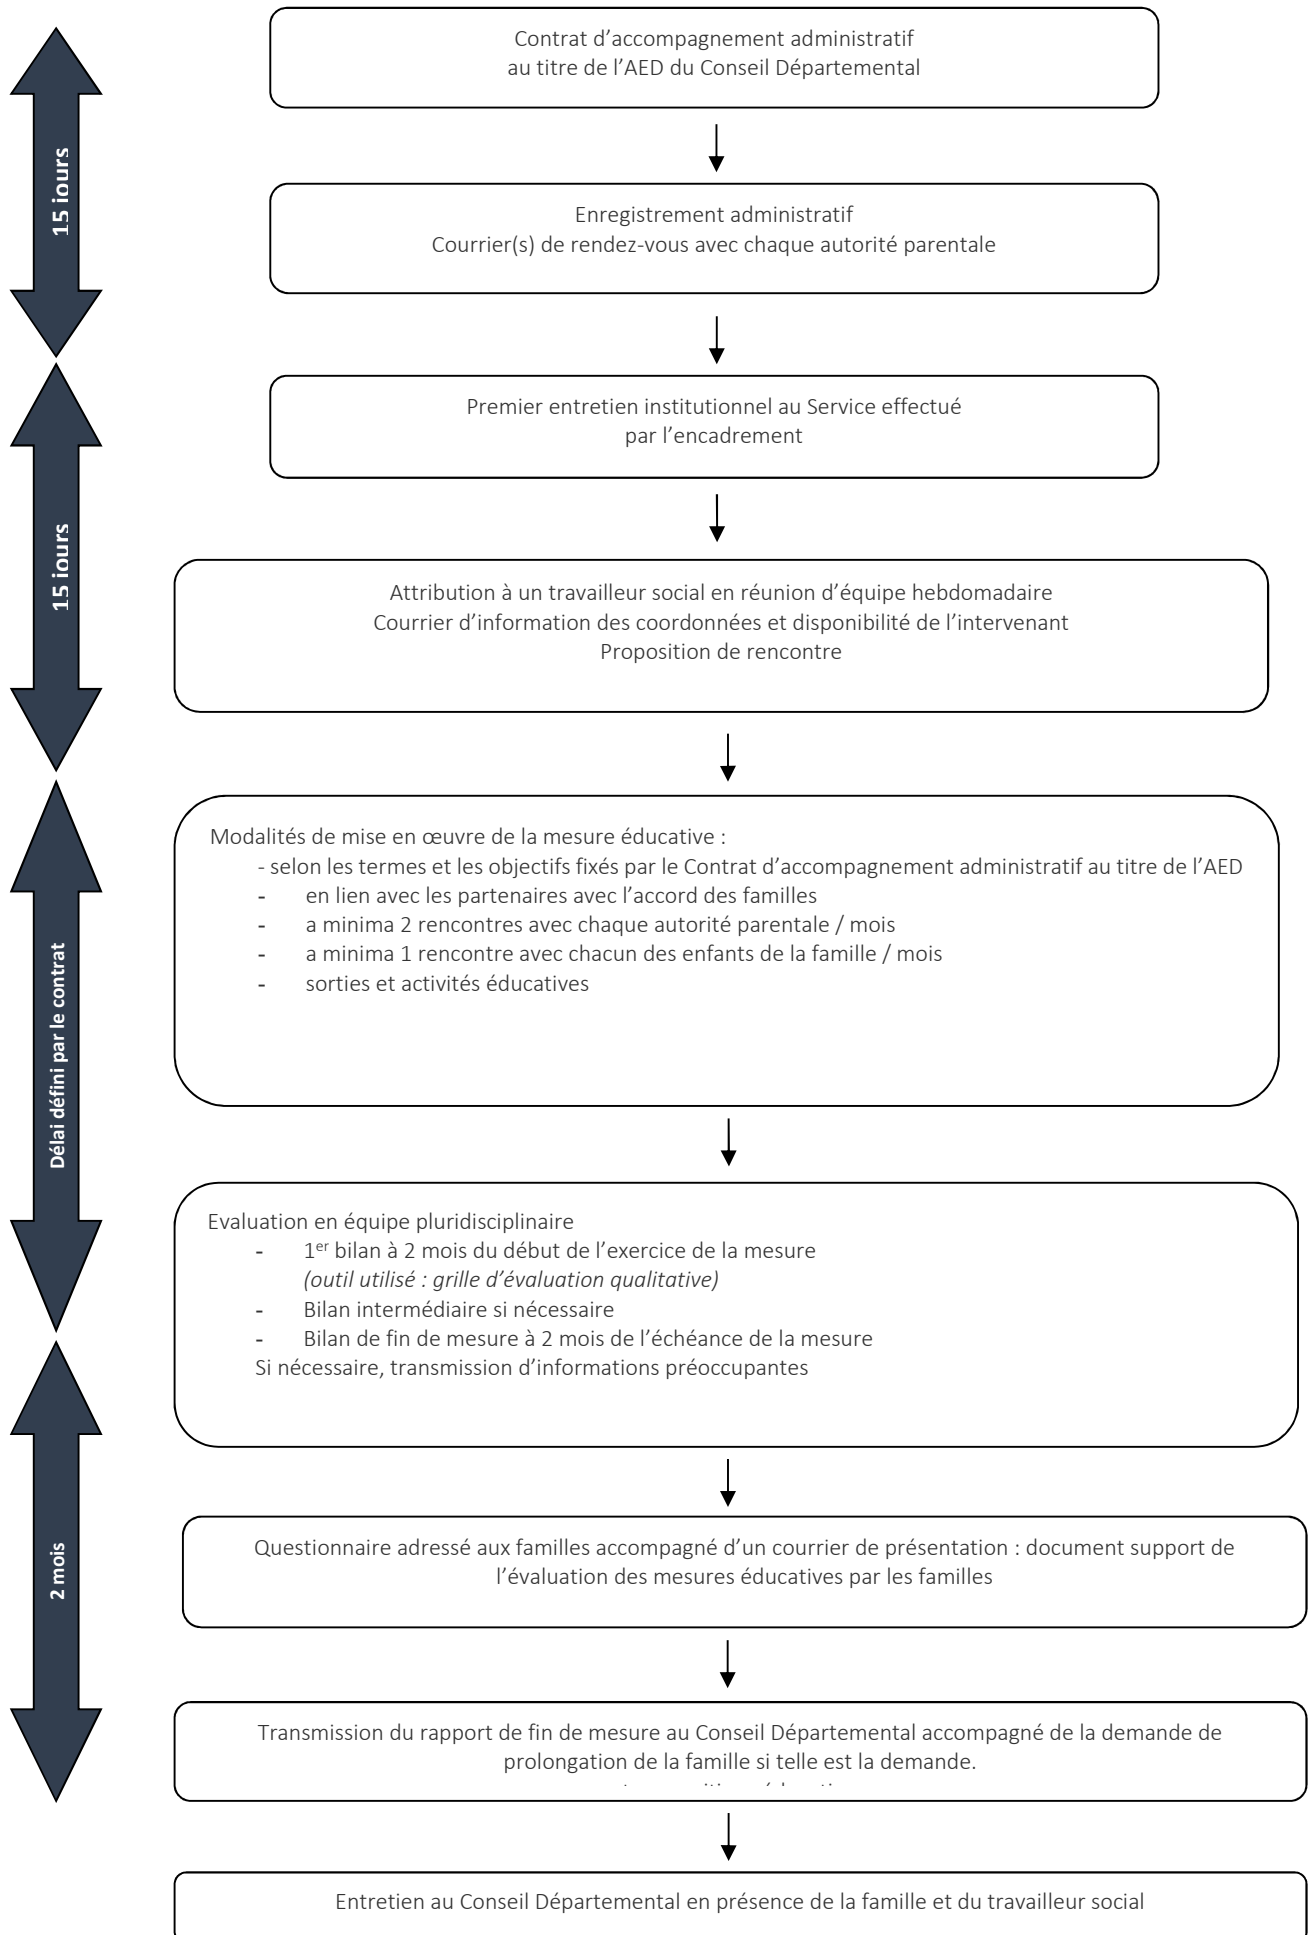 Contrat d’accompagnement administratif
au titre de l’AED du Conseil Départemental
15 jours
Enregistrement administratif
Courrier(s) de rendez-vous avec chaque autorité parentale
Premier entretien institutionnel au Service effectué
par l’encadrement
15 jours
Attribution à un travailleur social en réunion d’équipe hebdomadaire
Courrier d’information des coordonnées et disponibilité de l’intervenant
Proposition de rencontre
Modalités de mise en œuvre de la mesure éducative :
- selon les termes et les objectifs fixés par le Contrat d’accompagnement administratif au titre de l’AED
- en lien avec les partenaires avec l’accord des familles
- a minima 2 rencontres avec chaque autorité parentale / mois
- a minima 1 rencontre avec chacun des enfants de la famille / mois
- sorties et activités éducatives
Délai défini par le contrat
Evaluation en équipe pluridisciplinaire
- 1er bilan à 2 mois du début de l’exercice de la mesure
(outil utilisé : grille d’évaluation qualitative)
- Bilan intermédiaire si nécessaire
- Bilan de fin de mesure à 2 mois de l’échéance de la mesure
Si nécessaire, transmission d’informations préoccupantes
2 mois
Questionnaire adressé aux familles accompagné d’un courrier de présentation : document support de
l’évaluation des mesures éducatives par les familles
Transmission du rapport de fin de mesure au Conseil Départemental accompagné de la demande de
prolongation de la famille si telle est la demande.
Entretien au Conseil Départemental en présence de la famille et du travailleur social